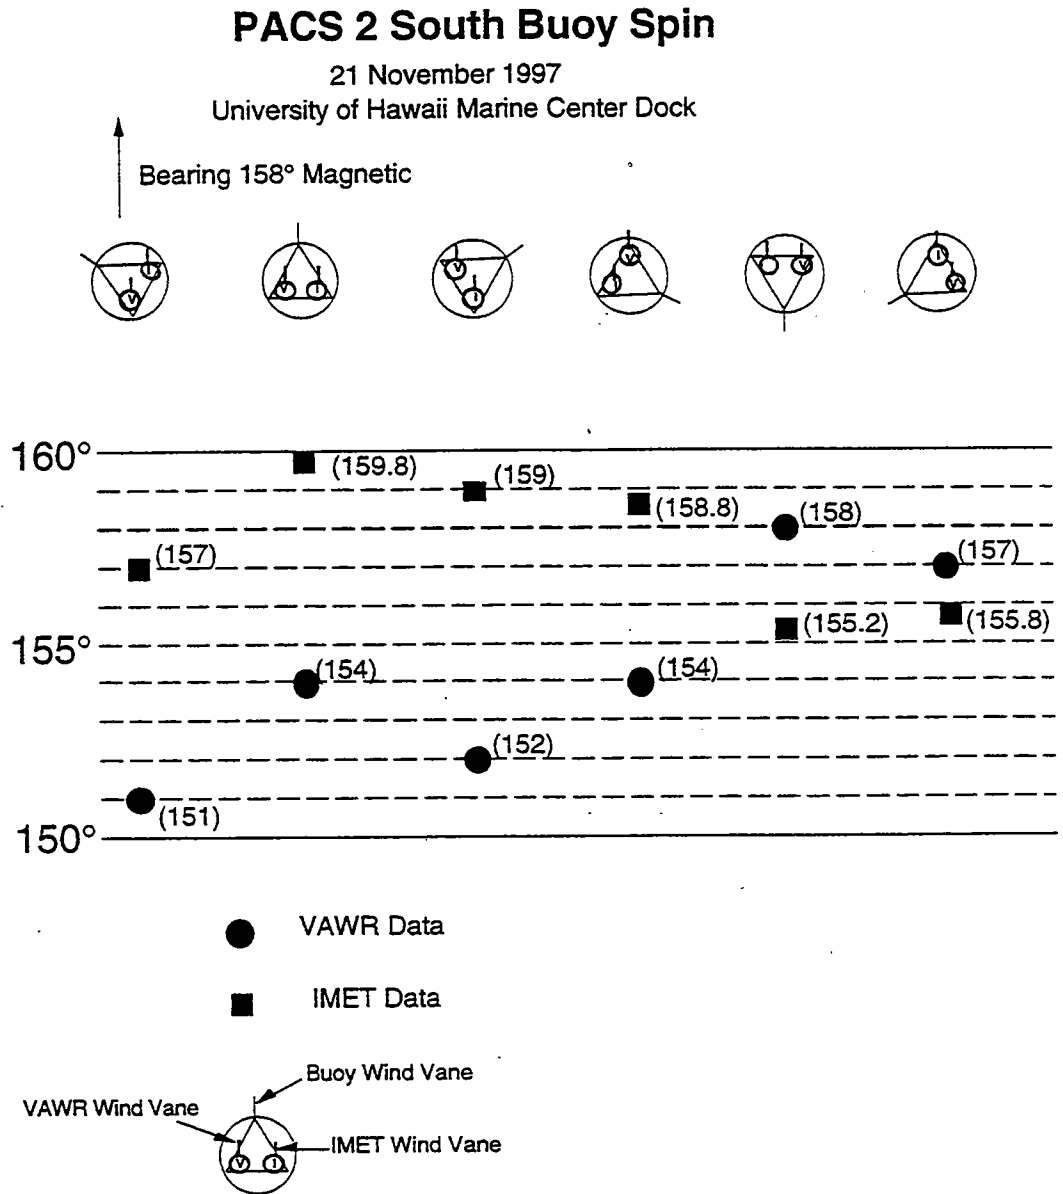 PACS 2 South Buoy Spin
21 November 1997
University of Hawaii Marine Center Dock
Bearing 158° Magnetic
I
V
V I
V
I
V
I
V
I
V
160°
(159.8)
(159)
(158.8)
(158)
(157)
(157)
(155.2)
(155.8)
155°
(154)
(154)
(152)
(151)
150°
VAWR Data
IMET Data
Buoy Wind Vane
VAWR Wind Vane
IMET Wind Vane
V I